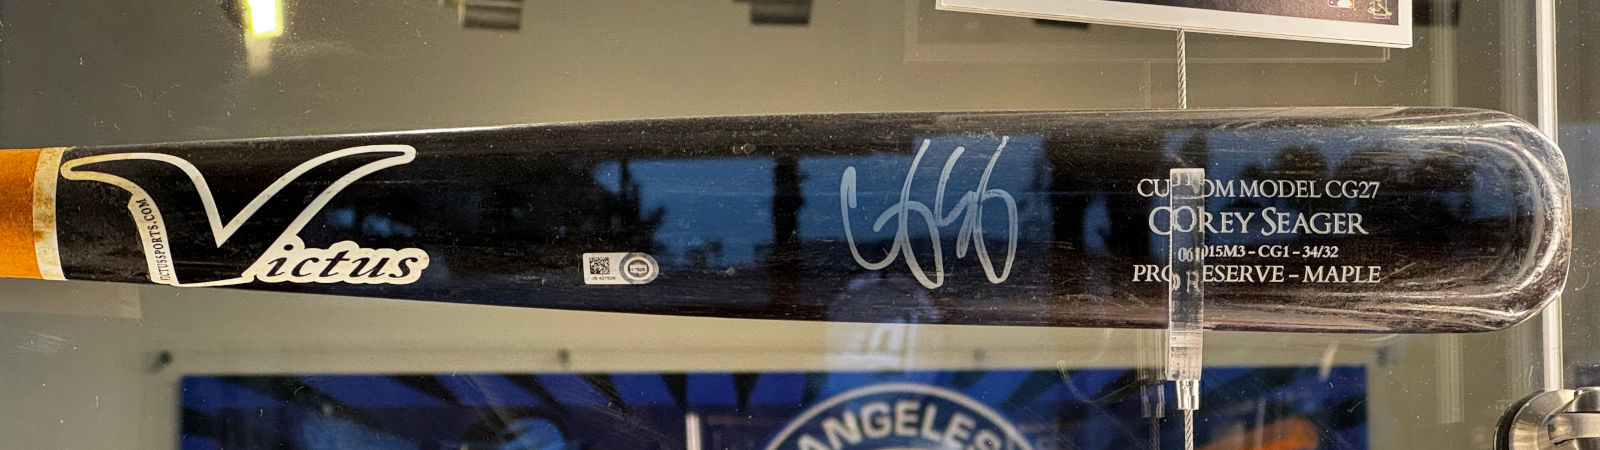 Victus
VICTUSSPORTS.COM
CUSTOM MODEL CG27
COREY SEAGER
061015M3 - CG1 - 34/32
PRO RESERVE - MAPLE
ANGELES